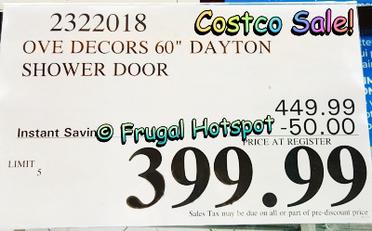 2322018
Costco Sale!
OVE DECORS 60" DAYTON
SHOWER DOOR
449.99
Instant Savin
-50.00
© Frugal Hotspot
PRICE AT REGISTER
LIMIT
5
399.99
Sales Tax may be due on all or part of pre-discount price